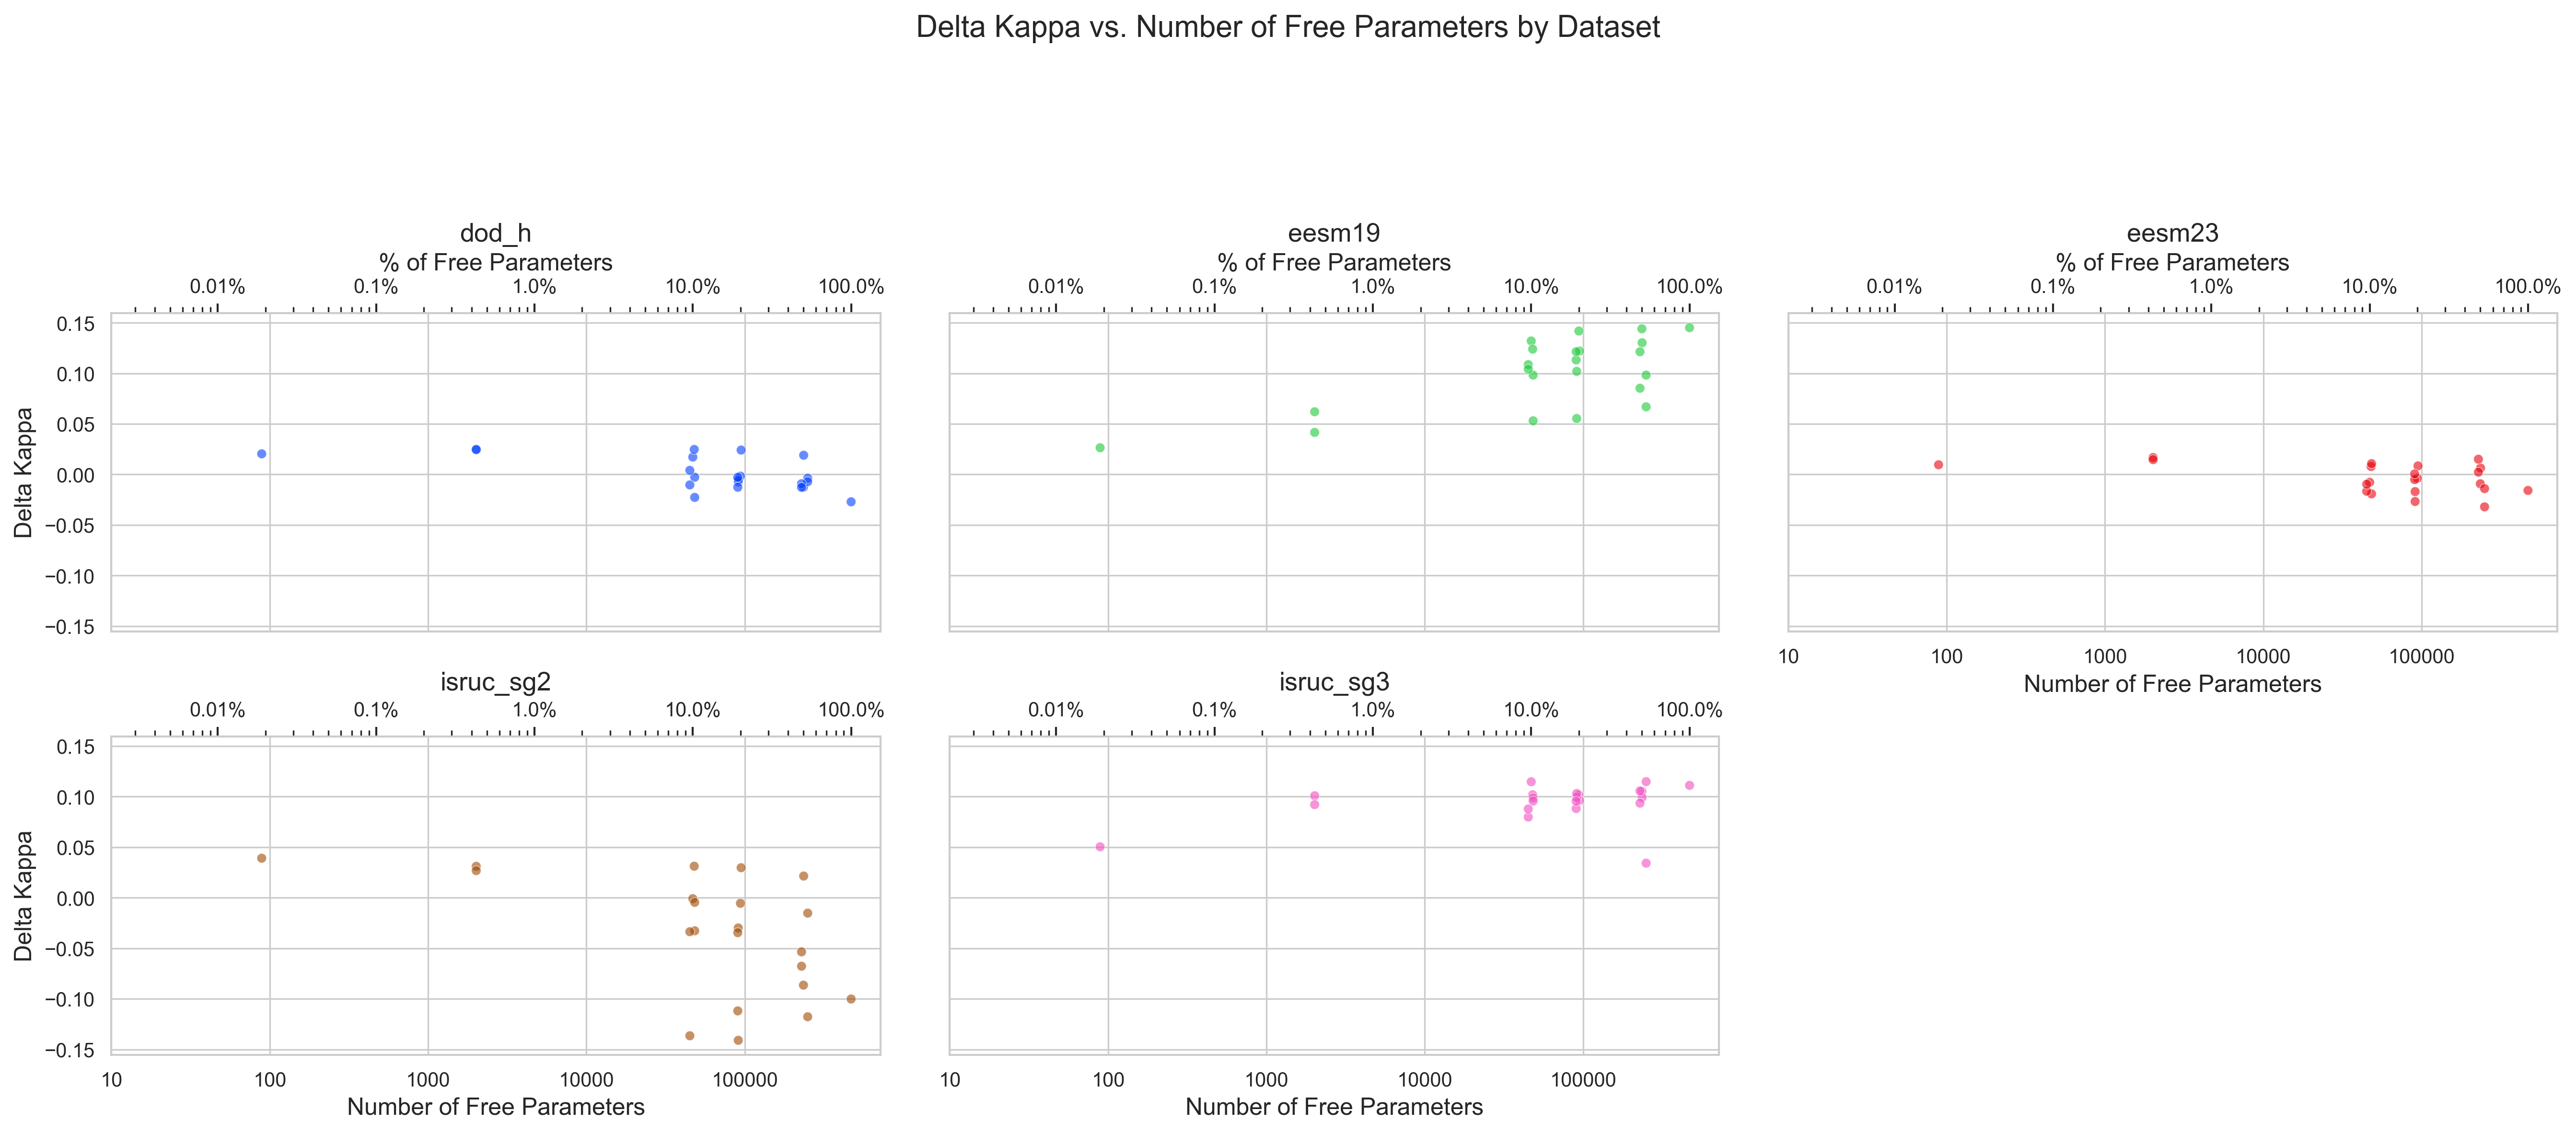 Delta Kappa vs. Number of Free Parameters by Dataset
dod_h
% of Free Parameters
0.01% 0.1% 1.0% 10.0% 100.0%
0.15
0.10
0.05
0.00
−0.05
−0.10
−0.15
Delta Kappa
eesm19
% of Free Parameters
0.01% 0.1% 1.0% 10.0% 100.0%
eesm23
% of Free Parameters
0.01% 0.1% 1.0% 10.0% 100.0%
10 100 1000 10000 100000
Number of Free Parameters
isruc_sg2
0.01% 0.1% 1.0% 10.0% 100.0%
0.15
0.10
0.05
0.00
−0.05
−0.10
−0.15
Delta Kappa
10 100 1000 10000 100000
Number of Free Parameters
isruc_sg3
0.01% 0.1% 1.0% 10.0% 100.0%
10 100 1000 10000 100000
Number of Free Parameters